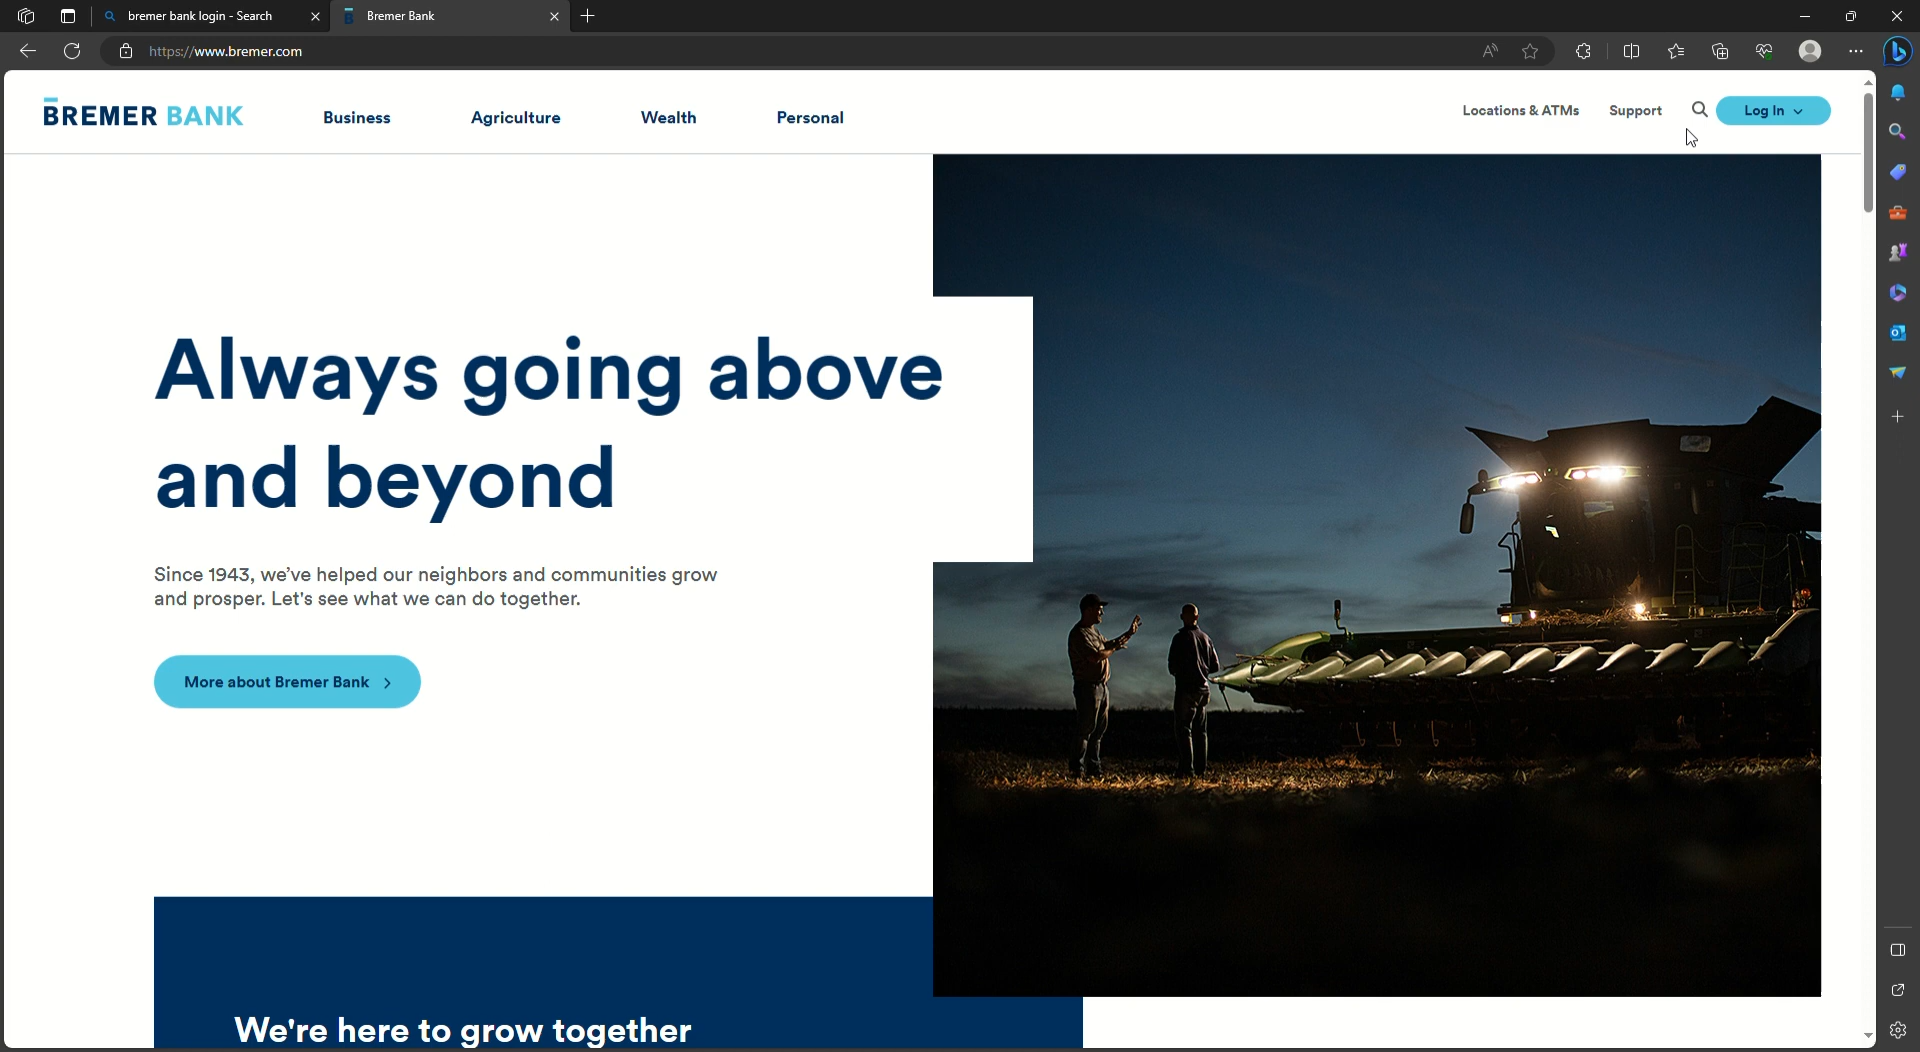 bremer bank login - Search
Bremer Bank
https://www.bremer.com
BREMER BANK
Business
Agriculture
Wealth
Personal
Locations & ATMs
Support
Log In
Always going above
and beyond
Since 1943, we've helped our neighbors and communities grow
and prosper. Let's see what we can do together.
More about Bremer Bank
We're here to grow together